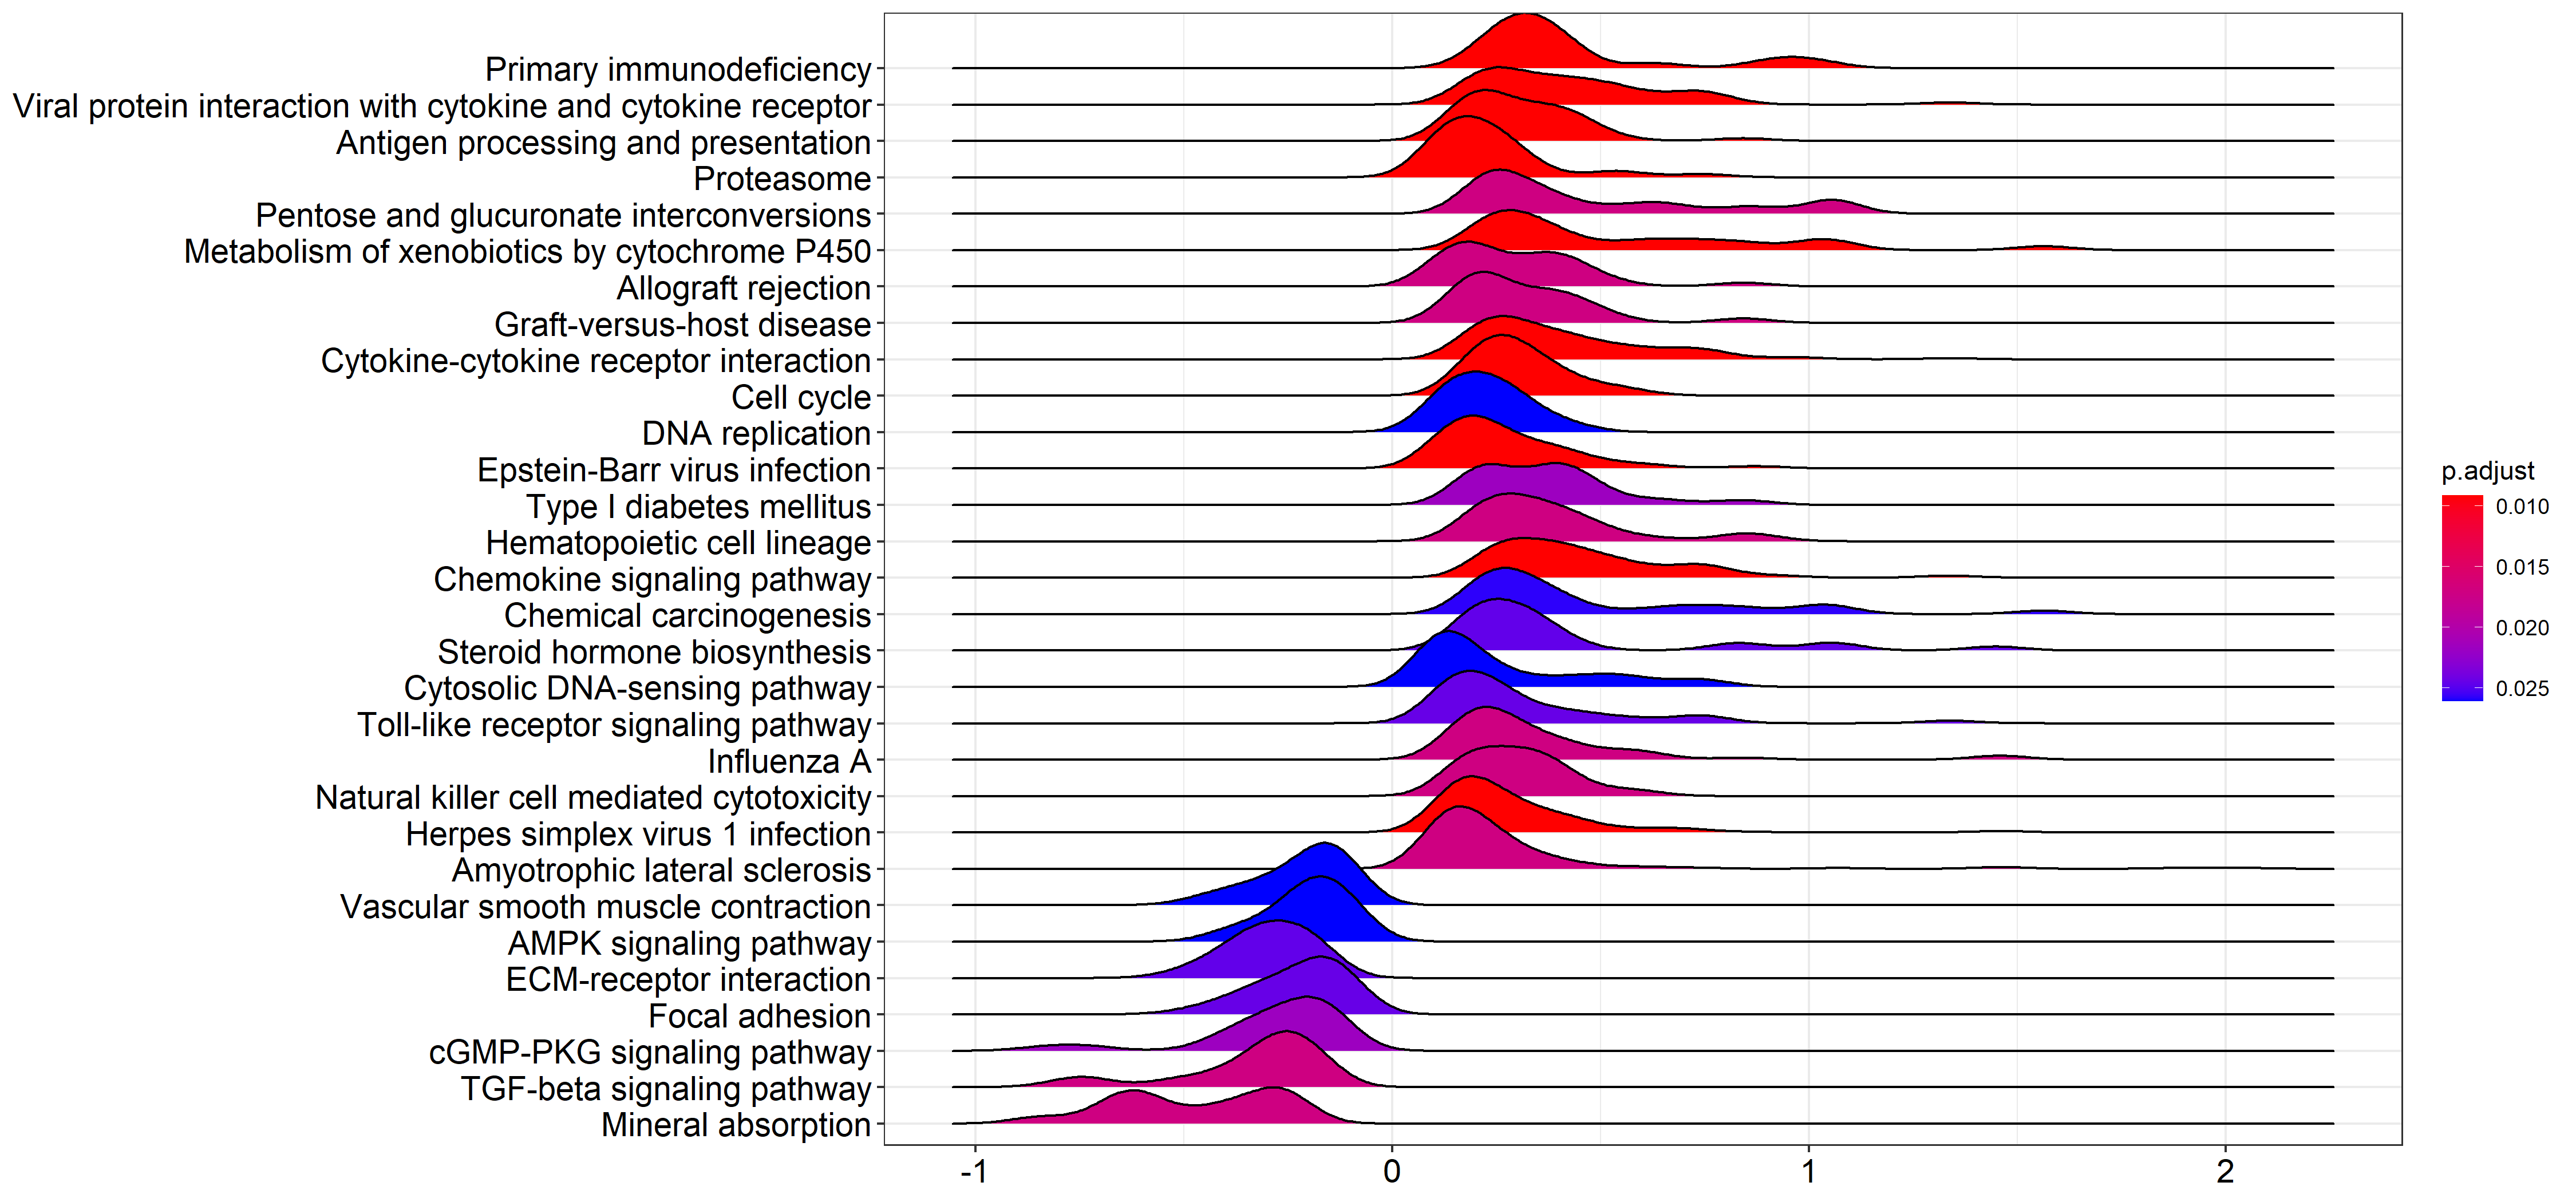 Primary immunodeficiency
Viral protein interaction with cytokine and cytokine receptor
Antigen processing and presentation
Proteasome
Pentose and glucuronate interconversions
Metabolism of xenobiotics by cytochrome P450
Allograft rejection
Graft-versus-host disease
Cytokine-cytokine receptor interaction
Cell cycle
DNA replication
Epstein-Barr virus infection
Type I diabetes mellitus
Hematopoietic cell lineage
Chemokine signaling pathway
Chemical carcinogenesis
Steroid hormone biosynthesis
Cytosolic DNA-sensing pathway
Toll-like receptor signaling pathway
Influenza A
Natural killer cell mediated cytotoxicity
Herpes simplex virus 1 infection
Amyotrophic lateral sclerosis
Vascular smooth muscle contraction
AMPK signaling pathway
ECM-receptor interaction
Focal adhesion
cGMP-PKG signaling pathway
TGF-beta signaling pathway
Mineral absorption
-1 0 1 2
p.adjust
0.010
0.015
0.020
0.025